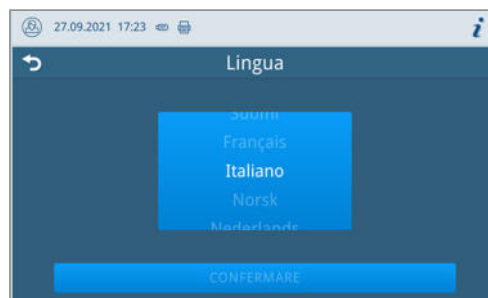 27.09.2021 17:23
i
Lingua
Suomi
Français
Italiano
Norsk
Nederlands
CONFERMARE